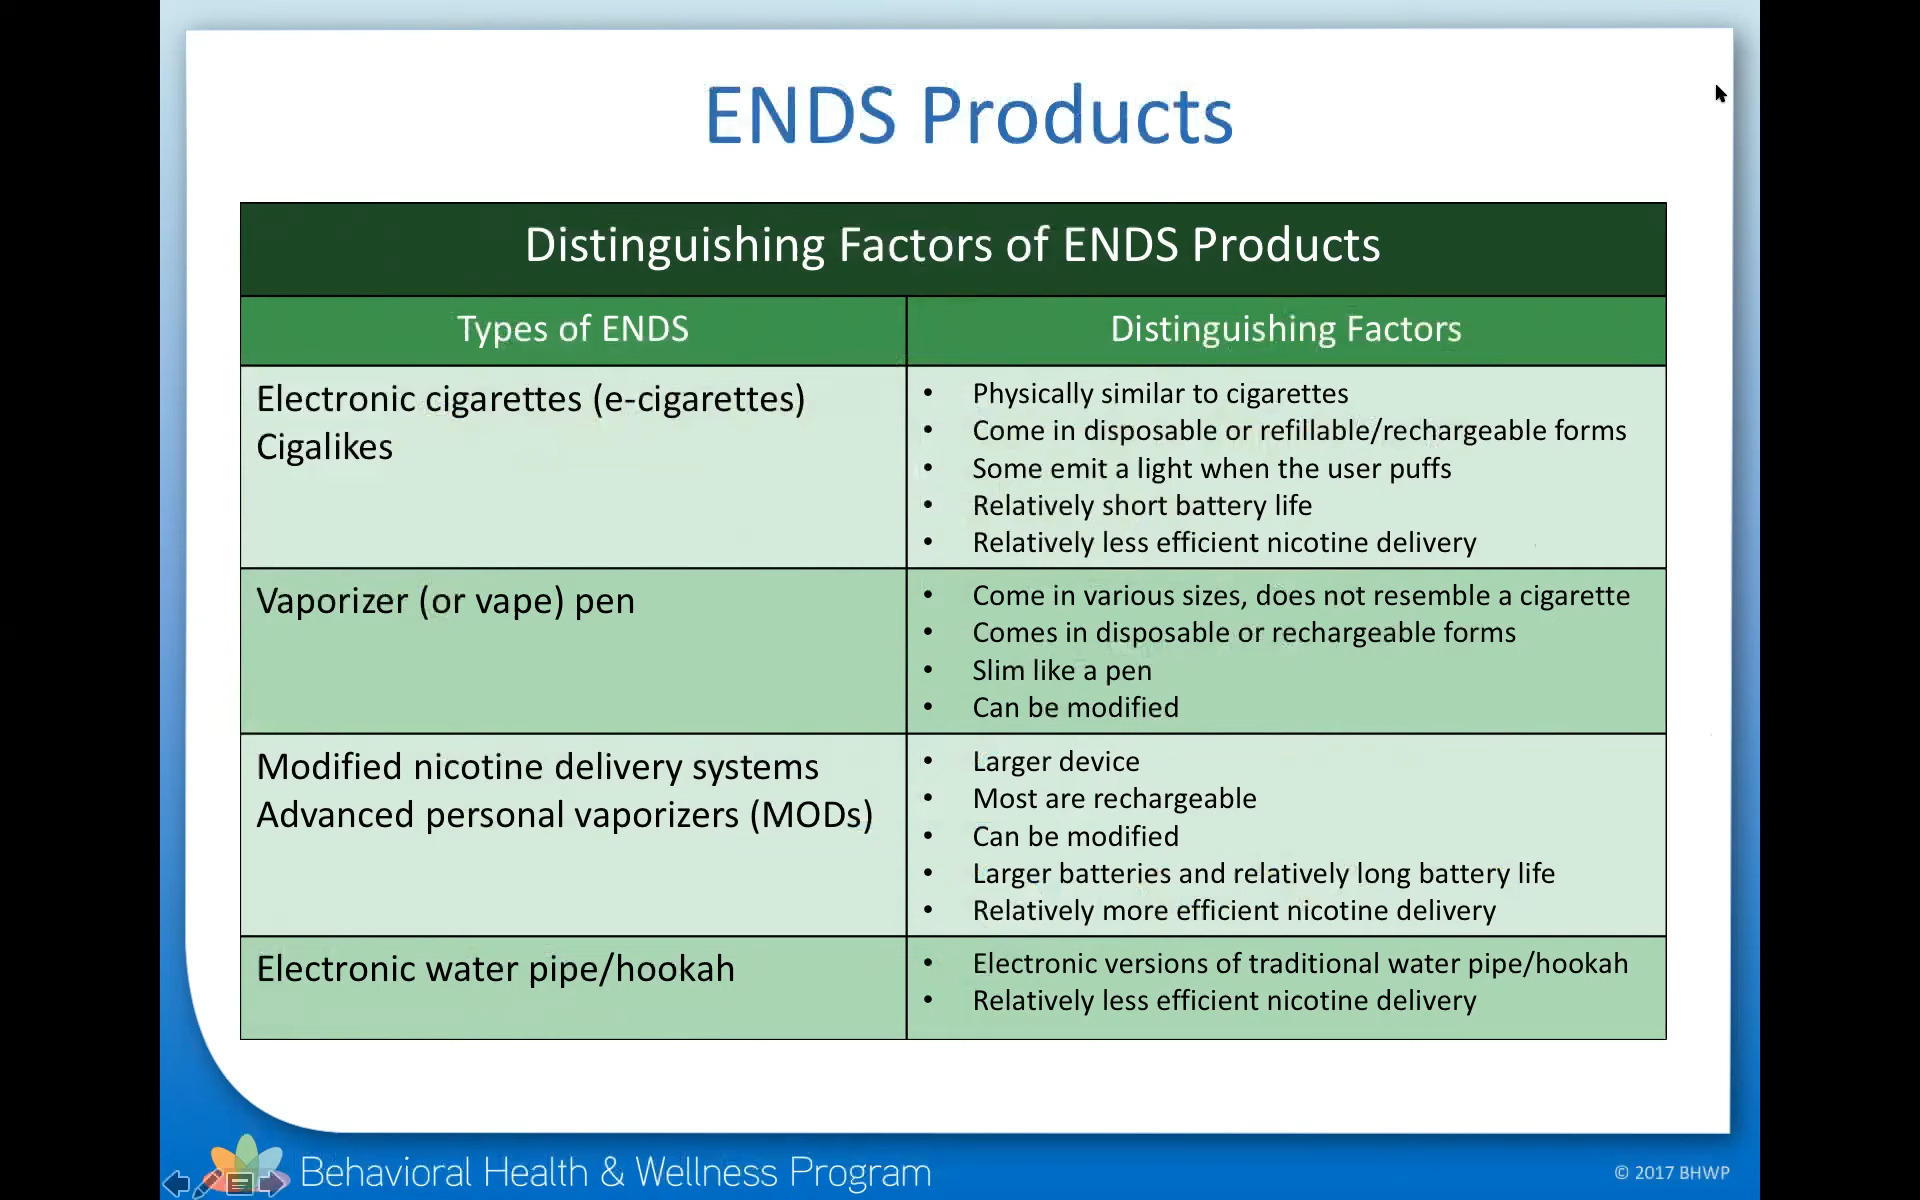 ENDS Products
Distinguishing Factors of ENDS Products
Types of ENDS
Distinguishing Factors
Electronic cigarettes (e-cigarettes)
Cigalikes
• Physically similar to cigarettes
• Come in disposable or refillable/rechargeable forms
• Some emit a light when the user puffs
• Relatively short battery life
• Relatively less efficient nicotine delivery
Vaporizer (or vape) pen
• Come in various sizes, does not resemble a cigarette
• Comes in disposable or rechargeable forms
• Slim like a pen
• Can be modified
Modified nicotine delivery systems
Advanced personal vaporizers (MODs)
• Larger device
• Most are rechargeable
• Can be modified
• Larger batteries and relatively long battery life
• Relatively more efficient nicotine delivery
Electronic water pipe/hookah
• Electronic versions of traditional water pipe/hookah
• Relatively less efficient nicotine delivery
Behavioral Health & Wellness Program
© 2017 BHWP